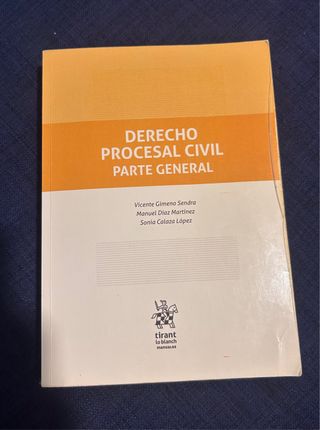 DERECHO
PROCESAL CIVIL
PARTE GENERAL
Vicente Gimeno Sendra
Manuel Díaz Martínez
Sonia Calaza López
tirant
lo blanch
manuales